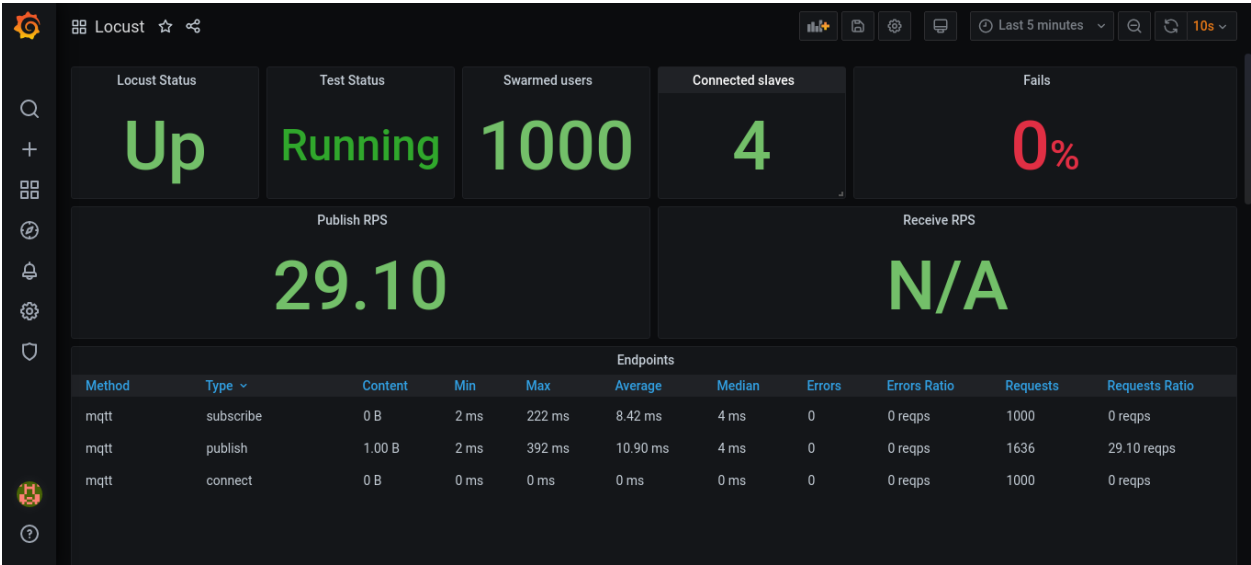 Locust
Last 5 minutes
10s
Locust Status
Test Status
Swarmed users
Connected slaves
Fails
Up
Running
1000
4
0%
Publish RPS
Receive RPS
29.10
N/A
Endpoints
Method Type Content Min Max Average Median Errors Errors Ratio Requests Requests Ratio
mqtt subscribe 0 B 2 ms 222 ms 8.42 ms 4 ms 0 0 reqps 1000 0 reqps
mqtt publish 1.00 B 2 ms 392 ms 10.90 ms 4 ms 0 0 reqps 1636 29.10 reqps
mqtt connect 0 B 0 ms 0 ms 0 ms 0 ms 0 0 reqps 1000 0 reqps